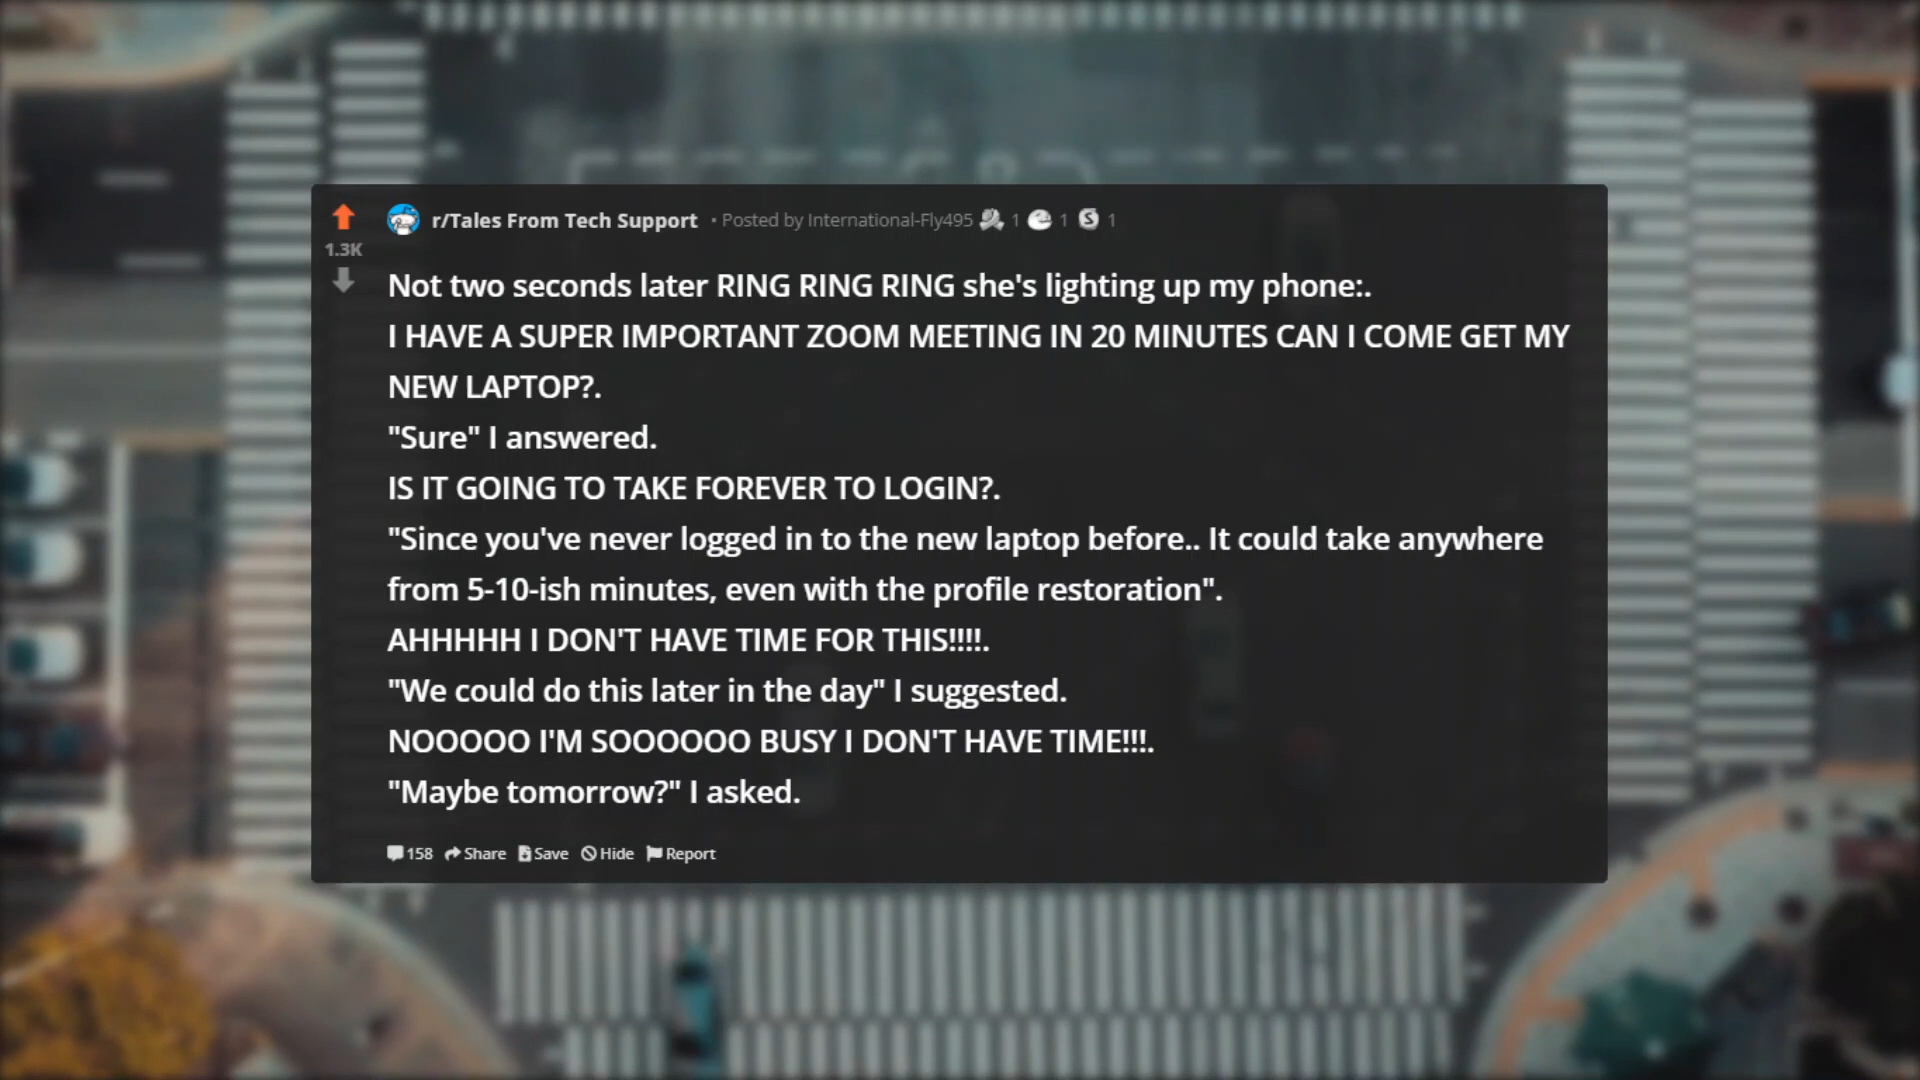 r/Tales From Tech Support • Posted by International-Fly495 1 1 1
1.3K
Not two seconds later RING RING RING she's lighting up my phone:.
I HAVE A SUPER IMPORTANT ZOOM MEETING IN 20 MINUTES CAN I COME GET MY
NEW LAPTOP?.
"Sure" I answered.
IS IT GOING TO TAKE FOREVER TO LOGIN?.
"Since you've never logged in to the new laptop before.. It could take anywhere
from 5-10-ish minutes, even with the profile restoration".
AHHHHH I DON'T HAVE TIME FOR THIS!!!!.
"We could do this later in the day" I suggested.
NOOOOO I'M SOOOOOO BUSY I DON'T HAVE TIME!!!.
"Maybe tomorrow?" I asked.
158 Share Save Hide Report